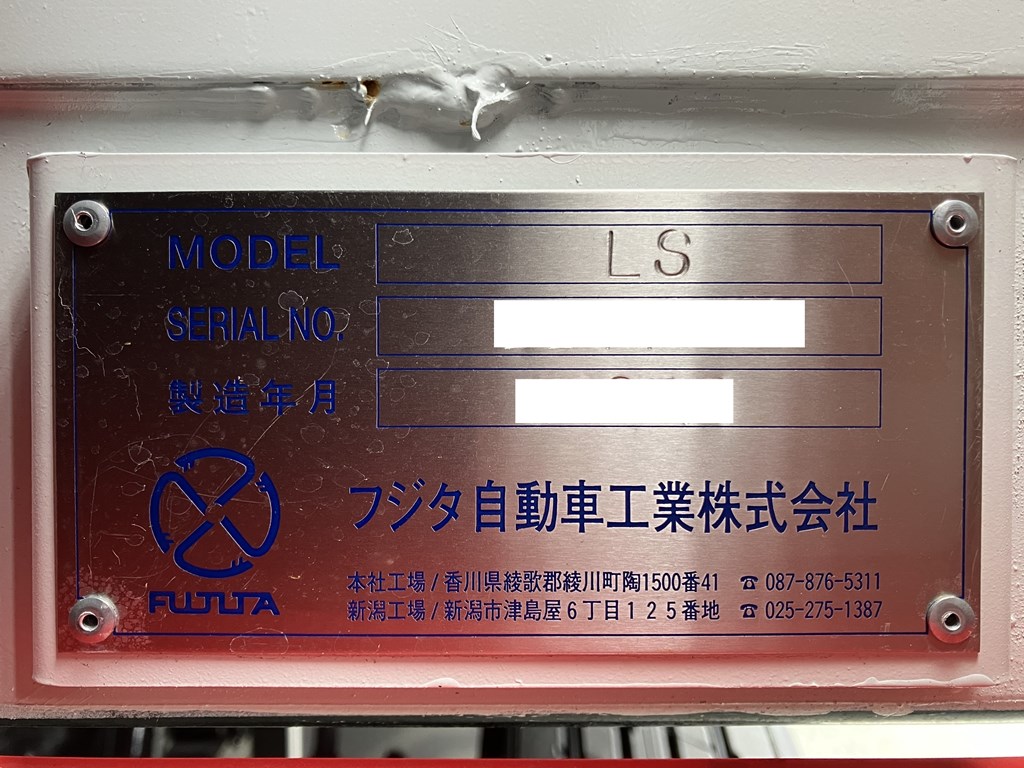 MODEL LS
SERIAL NO.
製造年月
フジタ自動車工業株式会社
FUJITA
本社工場/香川県綾歌郡綾川町陶1500番41 ☎ 087-876-5311
新潟工場/新潟市津島屋6丁目125番地 ☎ 025-275-1387